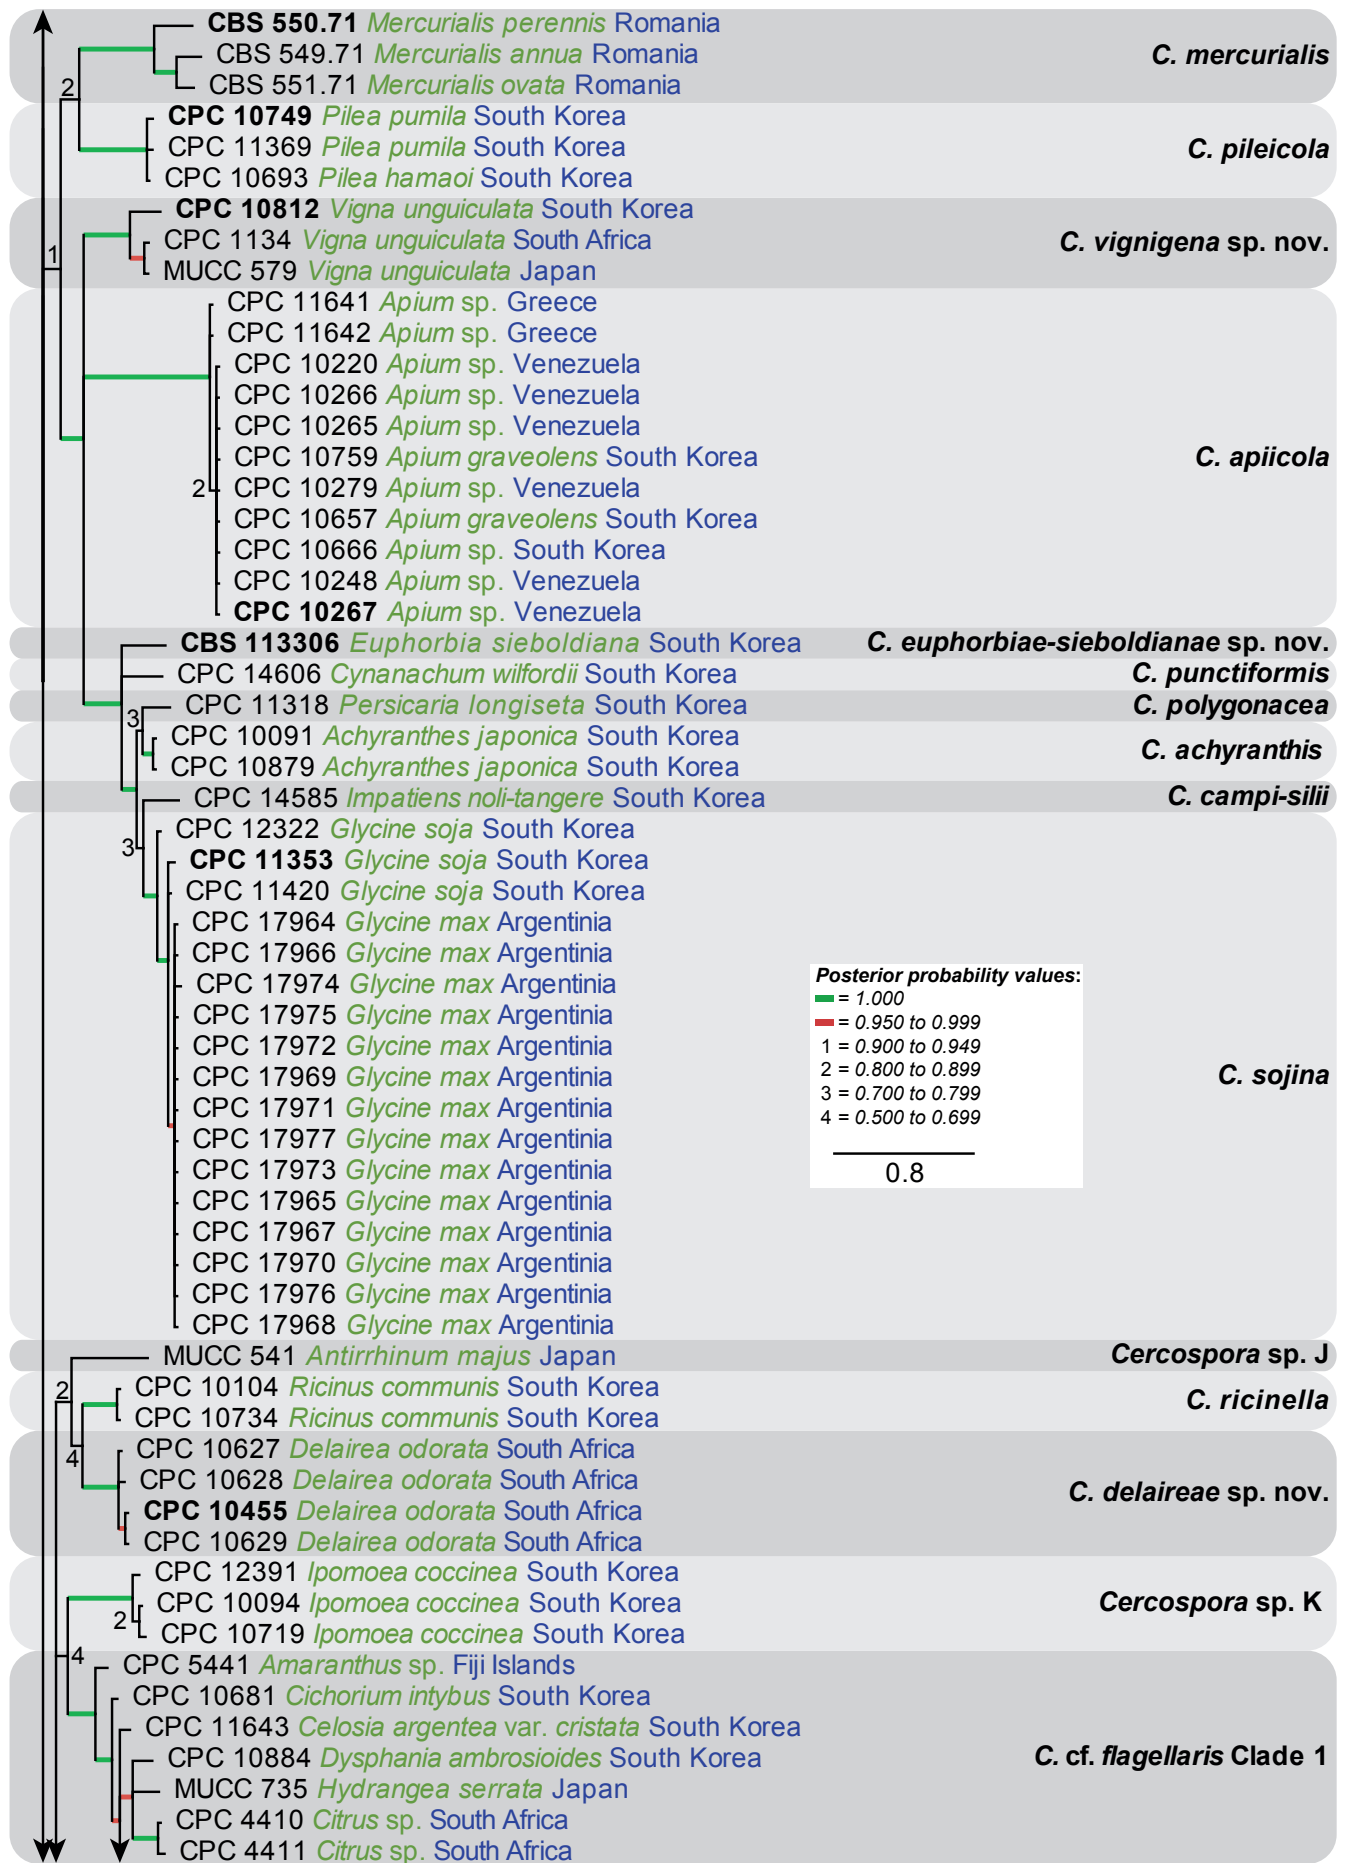 CBS 550.71 Mercurialis perennis Romania
CBS 549.71 Mercurialis annua Romania
C. mercurialis
CBS 551.71 Mercurialis ovata Romania
2
CPC 10749 Pilea pumila South Korea
CPC 11369 Pilea pumila South Korea
C. pileicola
CPC 10693 Pilea hamaoi South Korea
CPC 10812 Vigna unguiculata South Korea
CPC 1134 Vigna unguiculata South Africa
C. vignigena sp. nov.
1
MUCC 579 Vigna unguiculata Japan
CPC 11641 Apium sp. Greece
CPC 11642 Apium sp. Greece
CPC 10220 Apium sp. Venezuela
CPC 10266 Apium sp. Venezuela
CPC 10265 Apium sp. Venezuela
CPC 10759 Apium graveolens South Korea
C. apiicola
2
CPC 10279 Apium sp. Venezuela
CPC 10657 Apium graveolens South Korea
CPC 10666 Apium sp. South Korea
CPC 10248 Apium sp. Venezuela
CPC 10267 Apium sp. Venezuela
CBS 113306 Euphorbia sieboldiana South Korea
C. euphorbiae-sieboldianae sp. nov.
CPC 14606 Cynanachum wilfordii South Korea
C. punctiformis
CPC 11318 Persicaria longiseta South Korea
C. polygonacea
3
CPC 10091 Achyranthes japonica South Korea
C. achyranthis
CPC 10879 Achyranthes japonica South Korea
CPC 14585 Impatiens noli-tangere South Korea
C. campi-silii
CPC 12322 Glycine soja South Korea
3
CPC 11353 Glycine soja South Korea
CPC 11420 Glycine soja South Korea
CPC 17964 Glycine max Argentinia
CPC 17966 Glycine max Argentinia
CPC 17974 Glycine max Argentinia
CPC 17975 Glycine max Argentinia
CPC 17972 Glycine max Argentinia
CPC 17969 Glycine max Argentinia
CPC 17971 Glycine max Argentinia
CPC 17977 Glycine max Argentinia
CPC 17973 Glycine max Argentinia
CPC 17965 Glycine max Argentinia
CPC 17967 Glycine max Argentinia
CPC 17970 Glycine max Argentinia
CPC 17976 Glycine max Argentinia
CPC 17968 Glycine max Argentinia
C. sojina
Posterior probability values:
= 1.000
= 0.950 to 0.999
1 = 0.900 to 0.949
2 = 0.800 to 0.899
3 = 0.700 to 0.799
4 = 0.500 to 0.699
0.8
MUCC 541 Antirrhinum majus Japan
Cercospora sp. J
2
CPC 10104 Ricinus communis South Korea
C. ricinella
CPC 10734 Ricinus communis South Korea
4
CPC 10627 Delairea odorata South Africa
CPC 10628 Delairea odorata South Africa
C. delaireae sp. nov.
CPC 10455 Delairea odorata South Africa
CPC 10629 Delairea odorata South Africa
CPC 12391 Ipomoea coccinea South Korea
CPC 10094 Ipomoea coccinea South Korea
Cercospora sp. K
2
CPC 10719 Ipomoea coccinea South Korea
4
CPC 5441 Amaranthus sp. Fiji Islands
CPC 10681 Cichorium intybus South Korea
CPC 11643 Celosia argentea var. cristata South Korea
CPC 10884 Dysphania ambrosioides South Korea
C. cf. flagellaris Clade 1
MUCC 735 Hydrangea serrata Japan
CPC 4410 Citrus sp. South Africa
CPC 4411 Citrus sp. South Africa